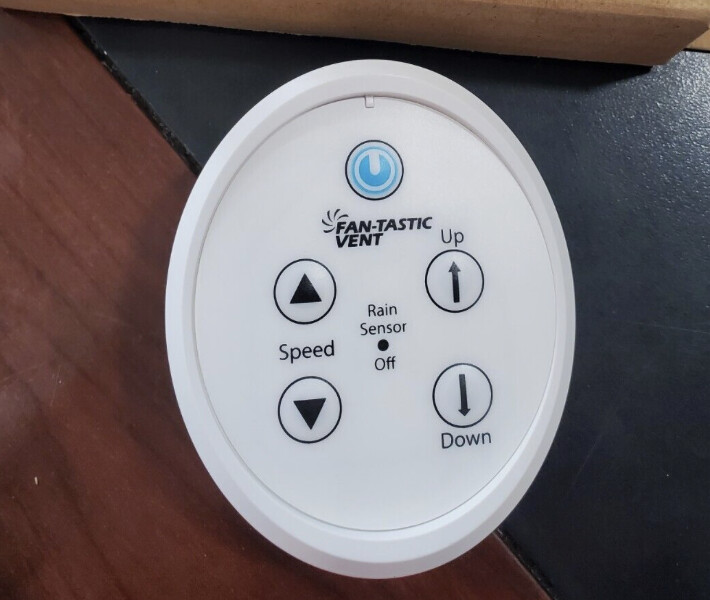 FAN-TASTIC
VENT
Up
Rain
Sensor
Off
Speed
Down